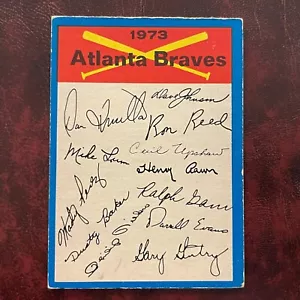 1973
Atlanta Braves
Dave Johnson
Ron Reed
Mike Lum
Cecil Upshaw
Henry Aaron
Ralph Garr
Dusty Baker
Darrell Evans
Gary Gentry